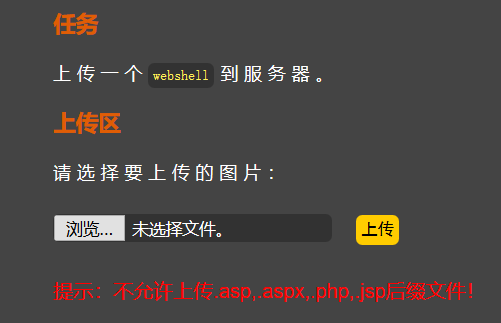 任务
上传一个 webshell 到服务器。
上传区
请选择要上传的图片：
浏览... 未选择文件。 上传
提示：不允许上传.asp,.aspx,.php,.jsp后缀文件！